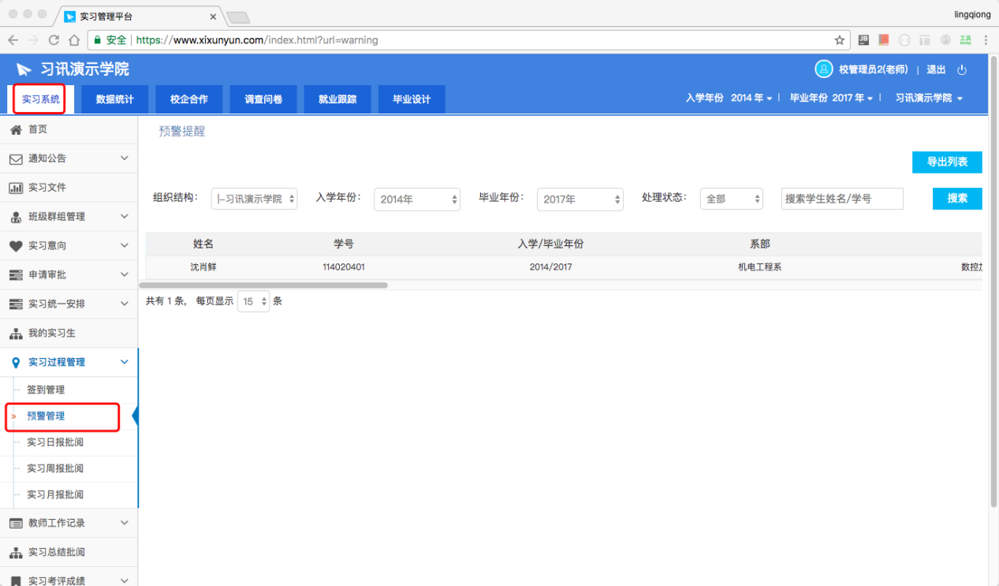 实习管理平台
lingqiong
安全 https://www.xixunyun.com/index.html?url=warning
习讯演示学院
校管理员2(老师) | 退出
实习系统 数据统计 校企合作 调查问卷 就业跟踪 毕业设计
入学年份 2014 年 | 毕业年份 2017 年 | 习讯演示学院
首页
通知公告
实习文件
班级群组管理
实习意向
申请审批
实习统一安排
我的实习生
实习过程管理
签到管理
预警管理
实习日报批阅
实习周报批阅
实习月报批阅
教师工作记录
实习总结批阅
实习考评成绩
预警提醒
导出列表
组织结构： |-习讯演示学院 入学年份： 2014年 毕业年份： 2017年 处理状态： 全部 搜索学生姓名/学号 搜索
姓名 学号 入学/毕业年份 系部
沈肖鲜 114020401 2014/2017 机电工程系 数控
共有 1 条, 每页显示 15 条